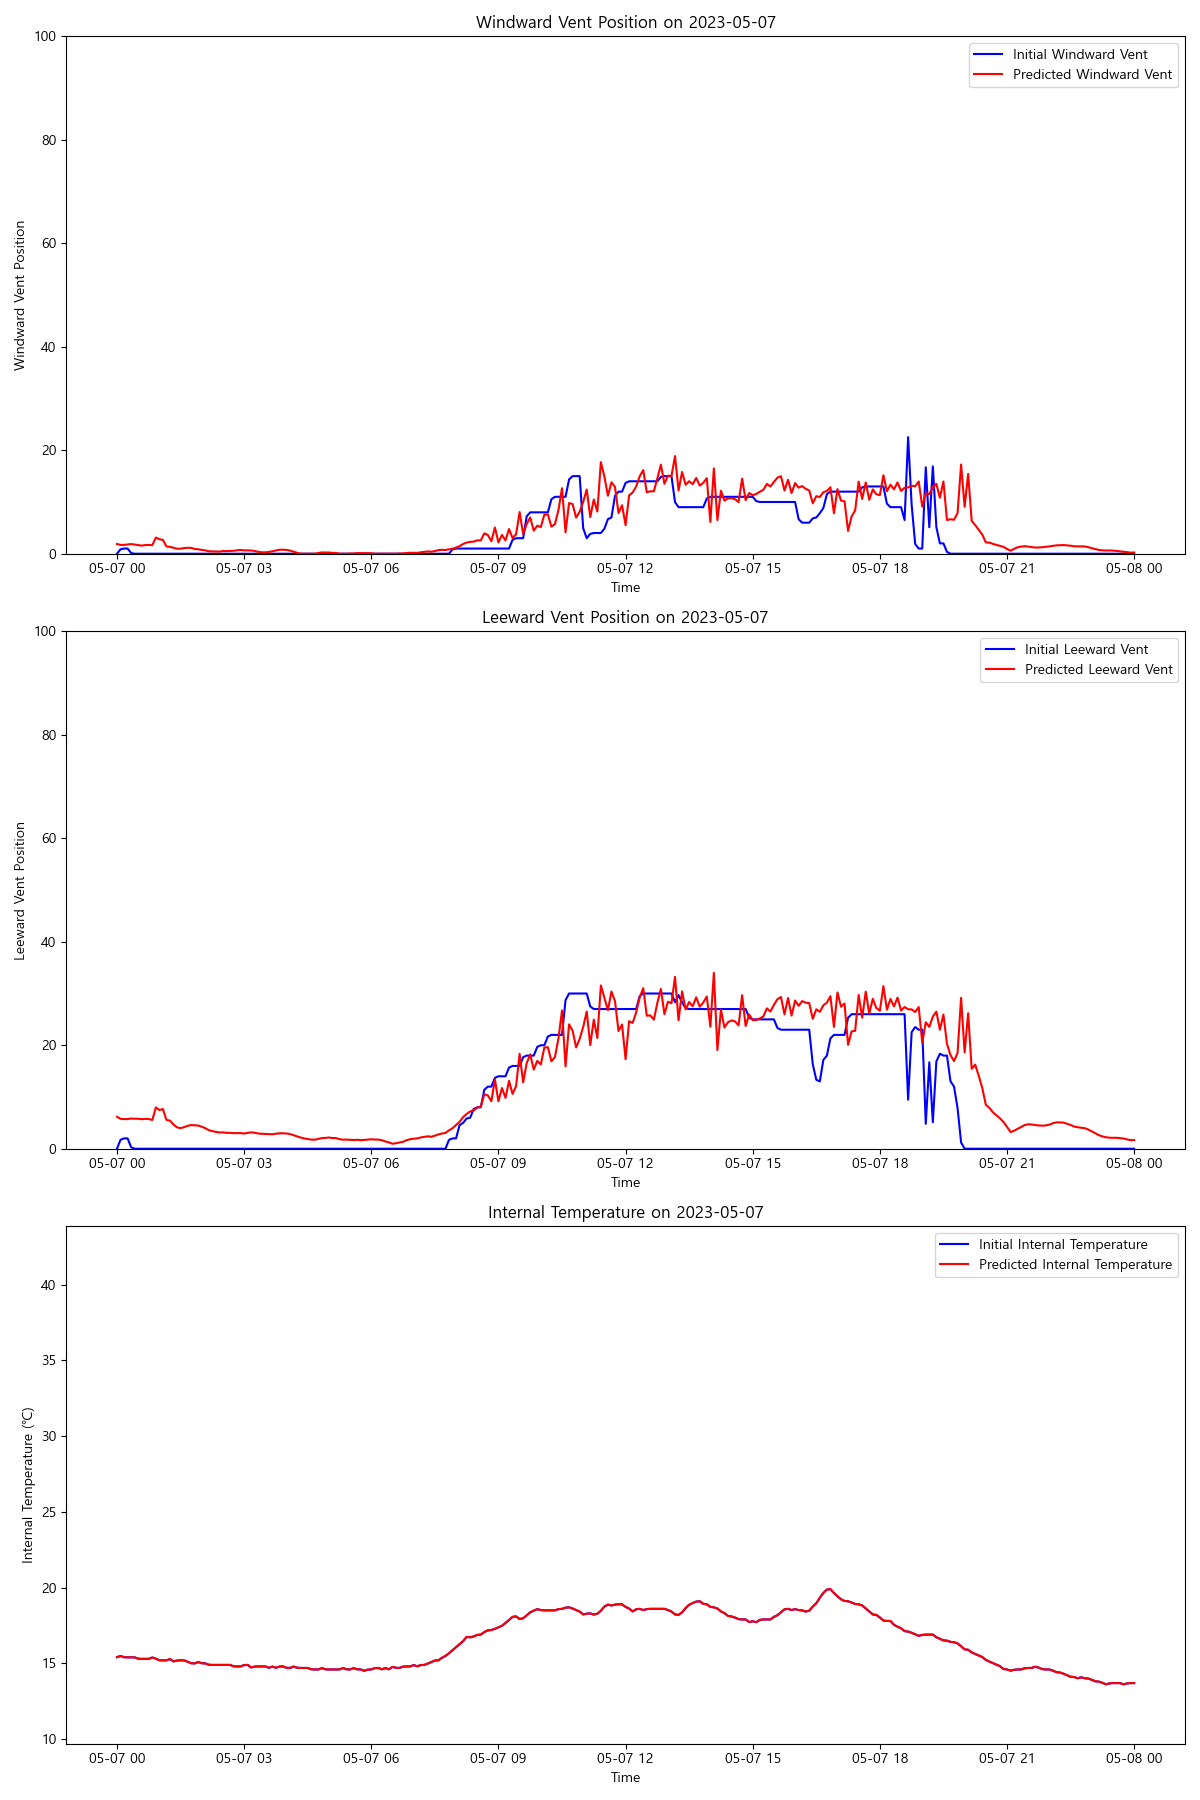 Windward Vent Position on 2023-05-07
100
80
60
40
20
0
Windward Vent Position
Initial Windward Vent
Predicted Windward Vent
05-07 00 05-07 03 05-07 06 05-07 09 05-07 12 05-07 15 05-07 18 05-07 21 05-08 00
Time
Leeward Vent Position on 2023-05-07
100
80
60
40
20
0
Leeward Vent Position
Initial Leeward Vent
Predicted Leeward Vent
05-07 00 05-07 03 05-07 06 05-07 09 05-07 12 05-07 15 05-07 18 05-07 21 05-08 00
Time
Internal Temperature on 2023-05-07
40
35
30
25
20
15
10
Internal Temperature (℃)
Initial Internal Temperature
Predicted Internal Temperature
05-07 00 05-07 03 05-07 06 05-07 09 05-07 12 05-07 15 05-07 18 05-07 21 05-08 00
Time